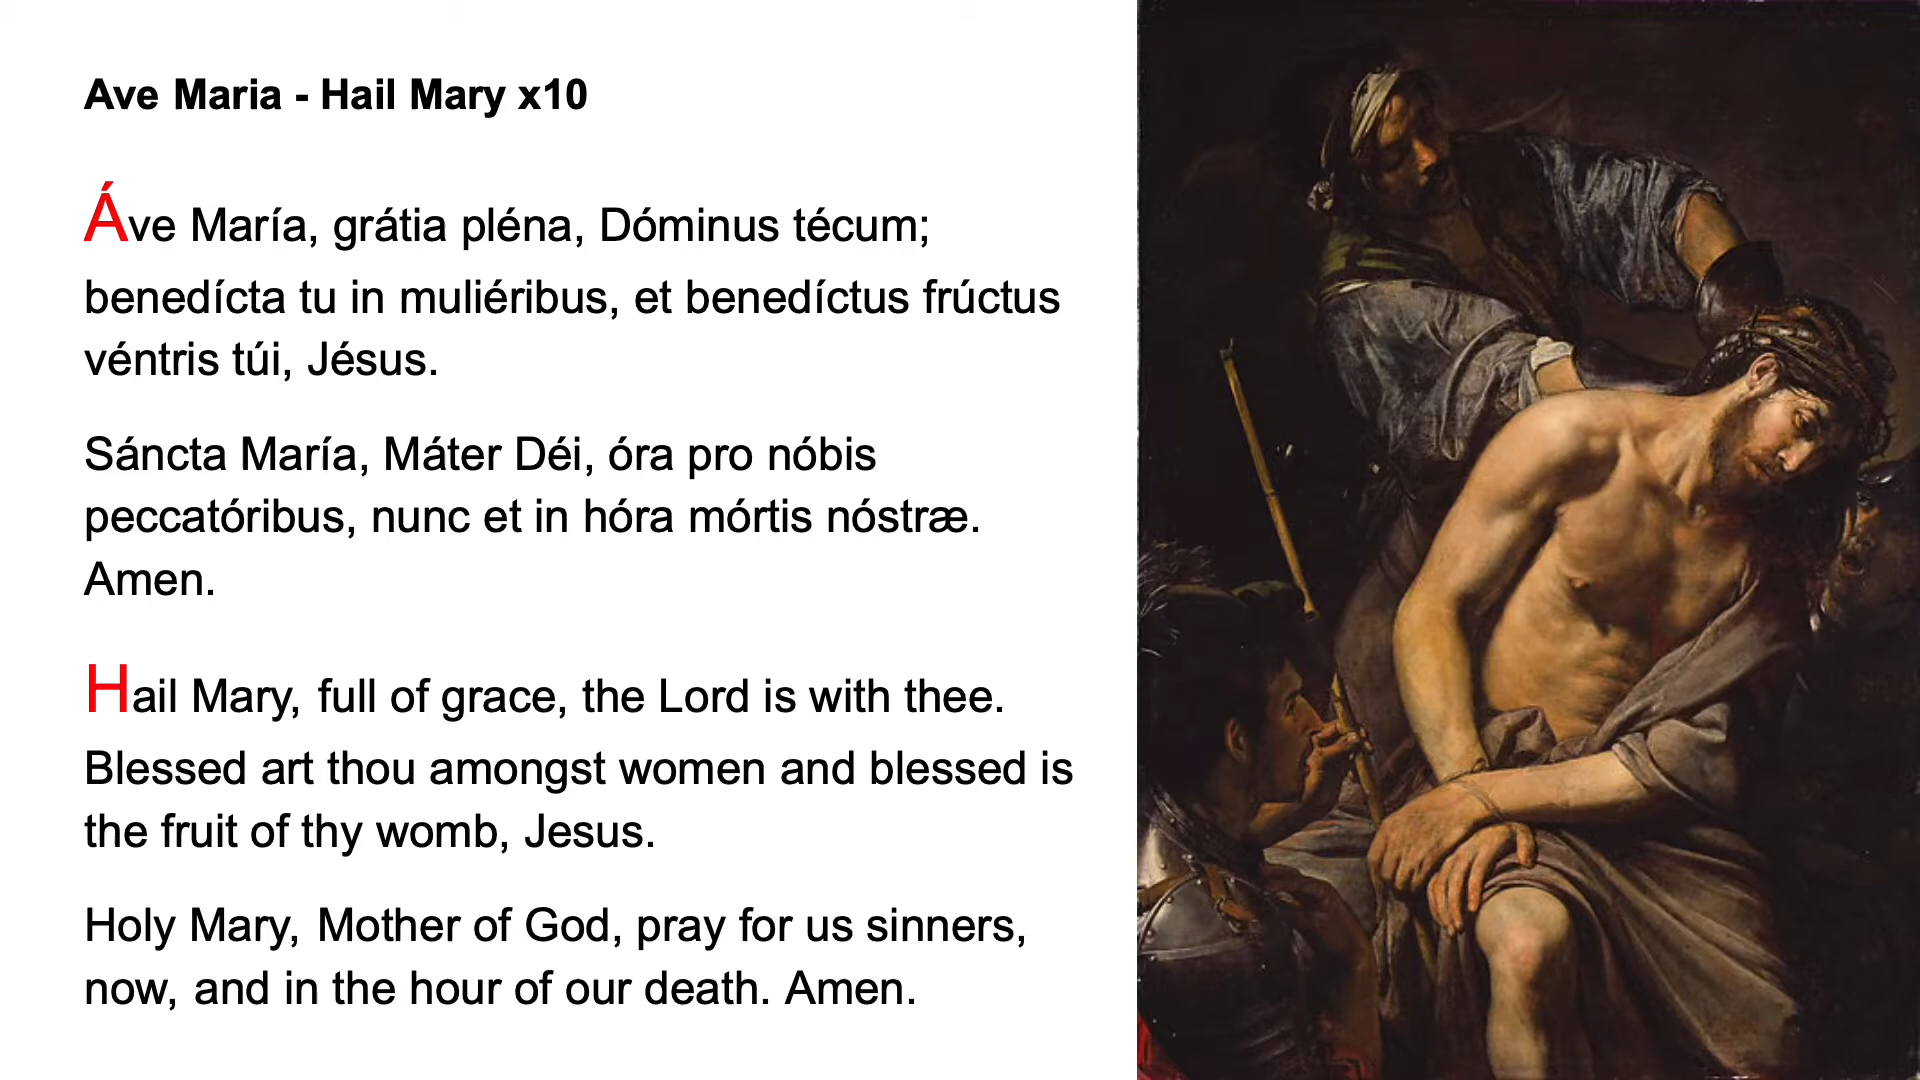 Ave Maria - Hail Mary x10
Áve María, grátia pléna, Dóminus técum;
benedícta tu in muliéribus, et benedíctus frúctus
véntris túi, Jésus.
Sáncta María, Máter Déi, óra pro nóbis
peccatóribus, nunc et in hóra mórtis nóstræ.
Amen.
Hail Mary, full of grace, the Lord is with thee.
Blessed art thou amongst women and blessed is
the fruit of thy womb, Jesus.
Holy Mary, Mother of God, pray for us sinners,
now, and in the hour of our death. Amen.